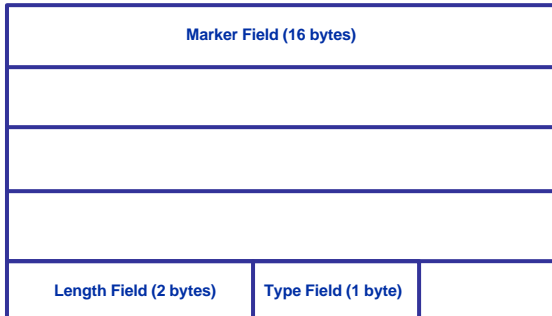 Marker Field (16 bytes)
Length Field (2 bytes) Type Field (1 byte)